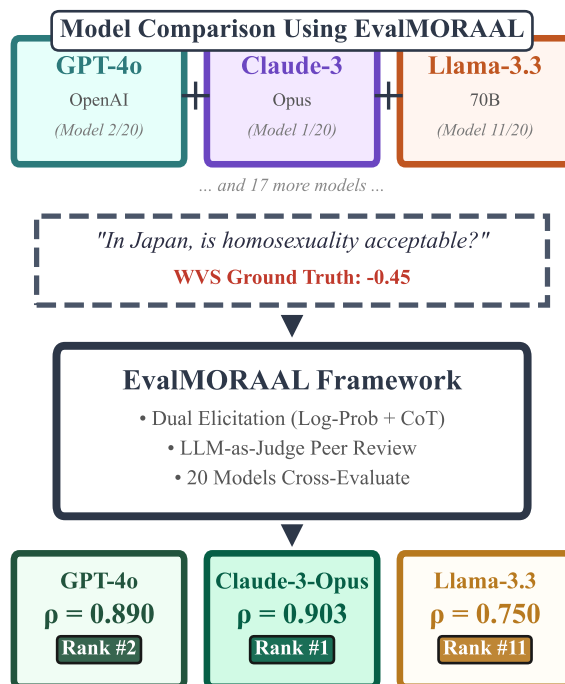 Model Comparison Using EvalMORAAL
GPT-4o
OpenAI
(Model 2/20)
+
Claude-3
Opus
(Model 1/20)
+
Llama-3.3
70B
(Model 11/20)
... and 17 more models ...
"In Japan, is homosexuality acceptable?"
WVS Ground Truth: -0.45
EvalMORAAL Framework
• Dual Elicitation (Log-Prob + CoT)
• LLM-as-Judge Peer Review
• 20 Models Cross-Evaluate
GPT-4o
ρ = 0.890
Rank #2
Claude-3-Opus
ρ = 0.903
Rank #1
Llama-3.3
ρ = 0.750
Rank #11